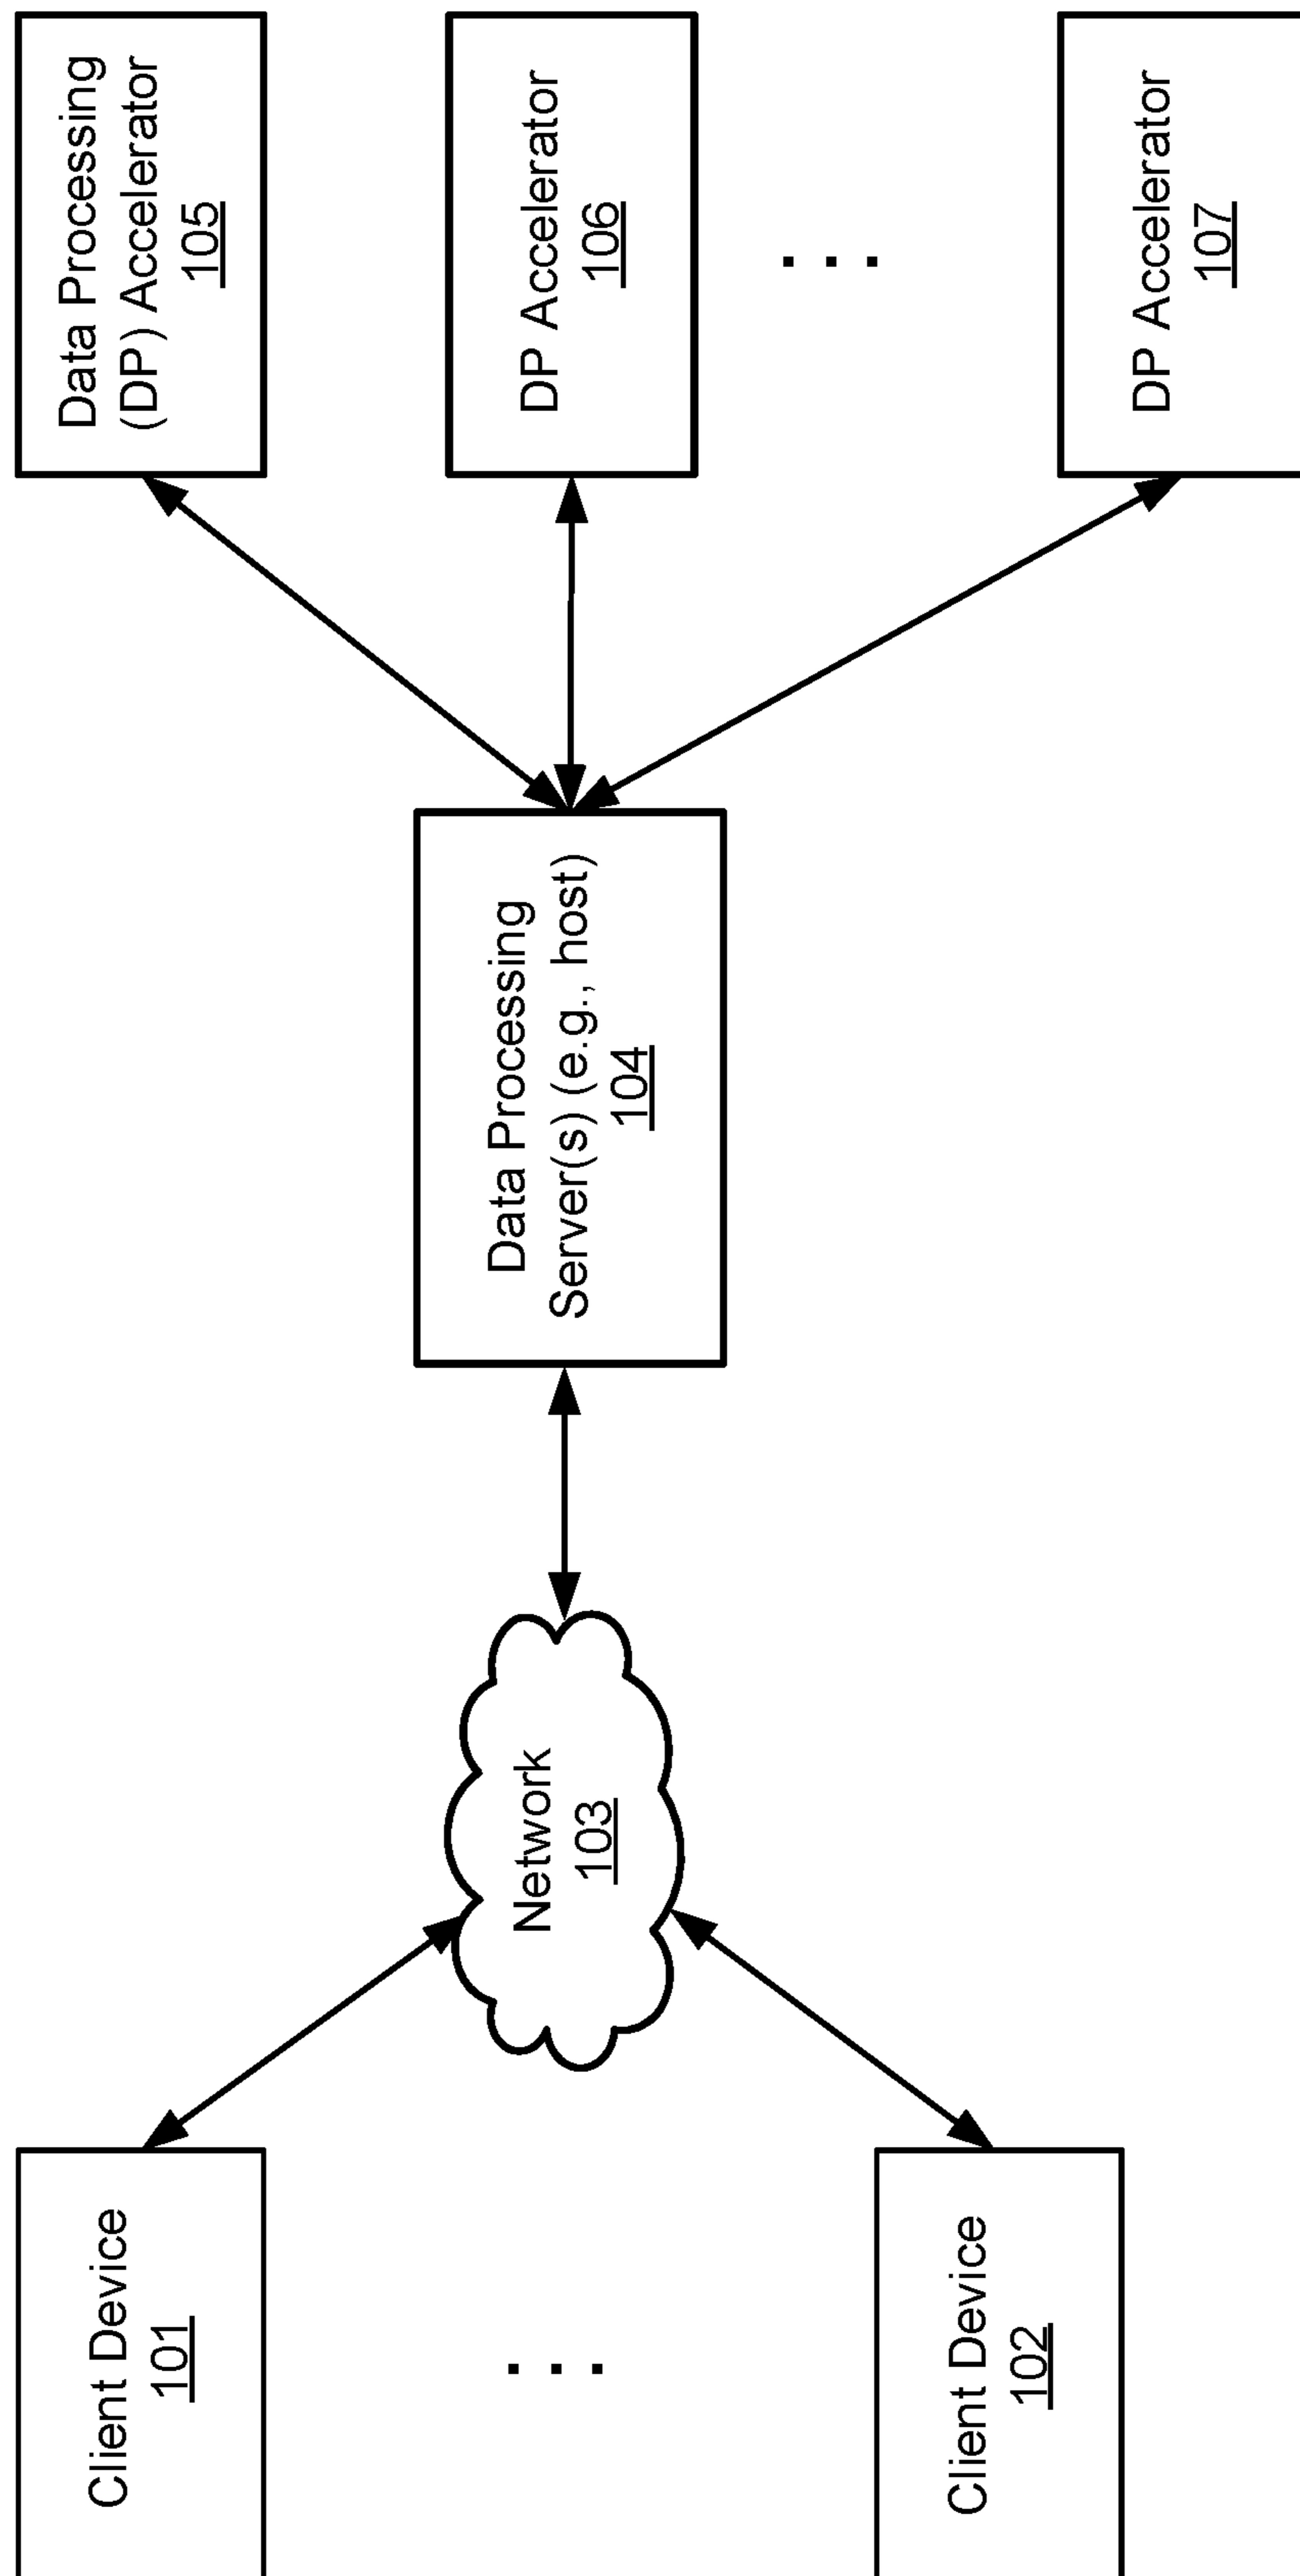 Client Device
101
. . .
Client Device
102
Network
103
Data Processing
Server(s) (e.g., host)
104
Data Processing
(DP) Accelerator
105
DP Accelerator
106
. . .
DP Accelerator
107